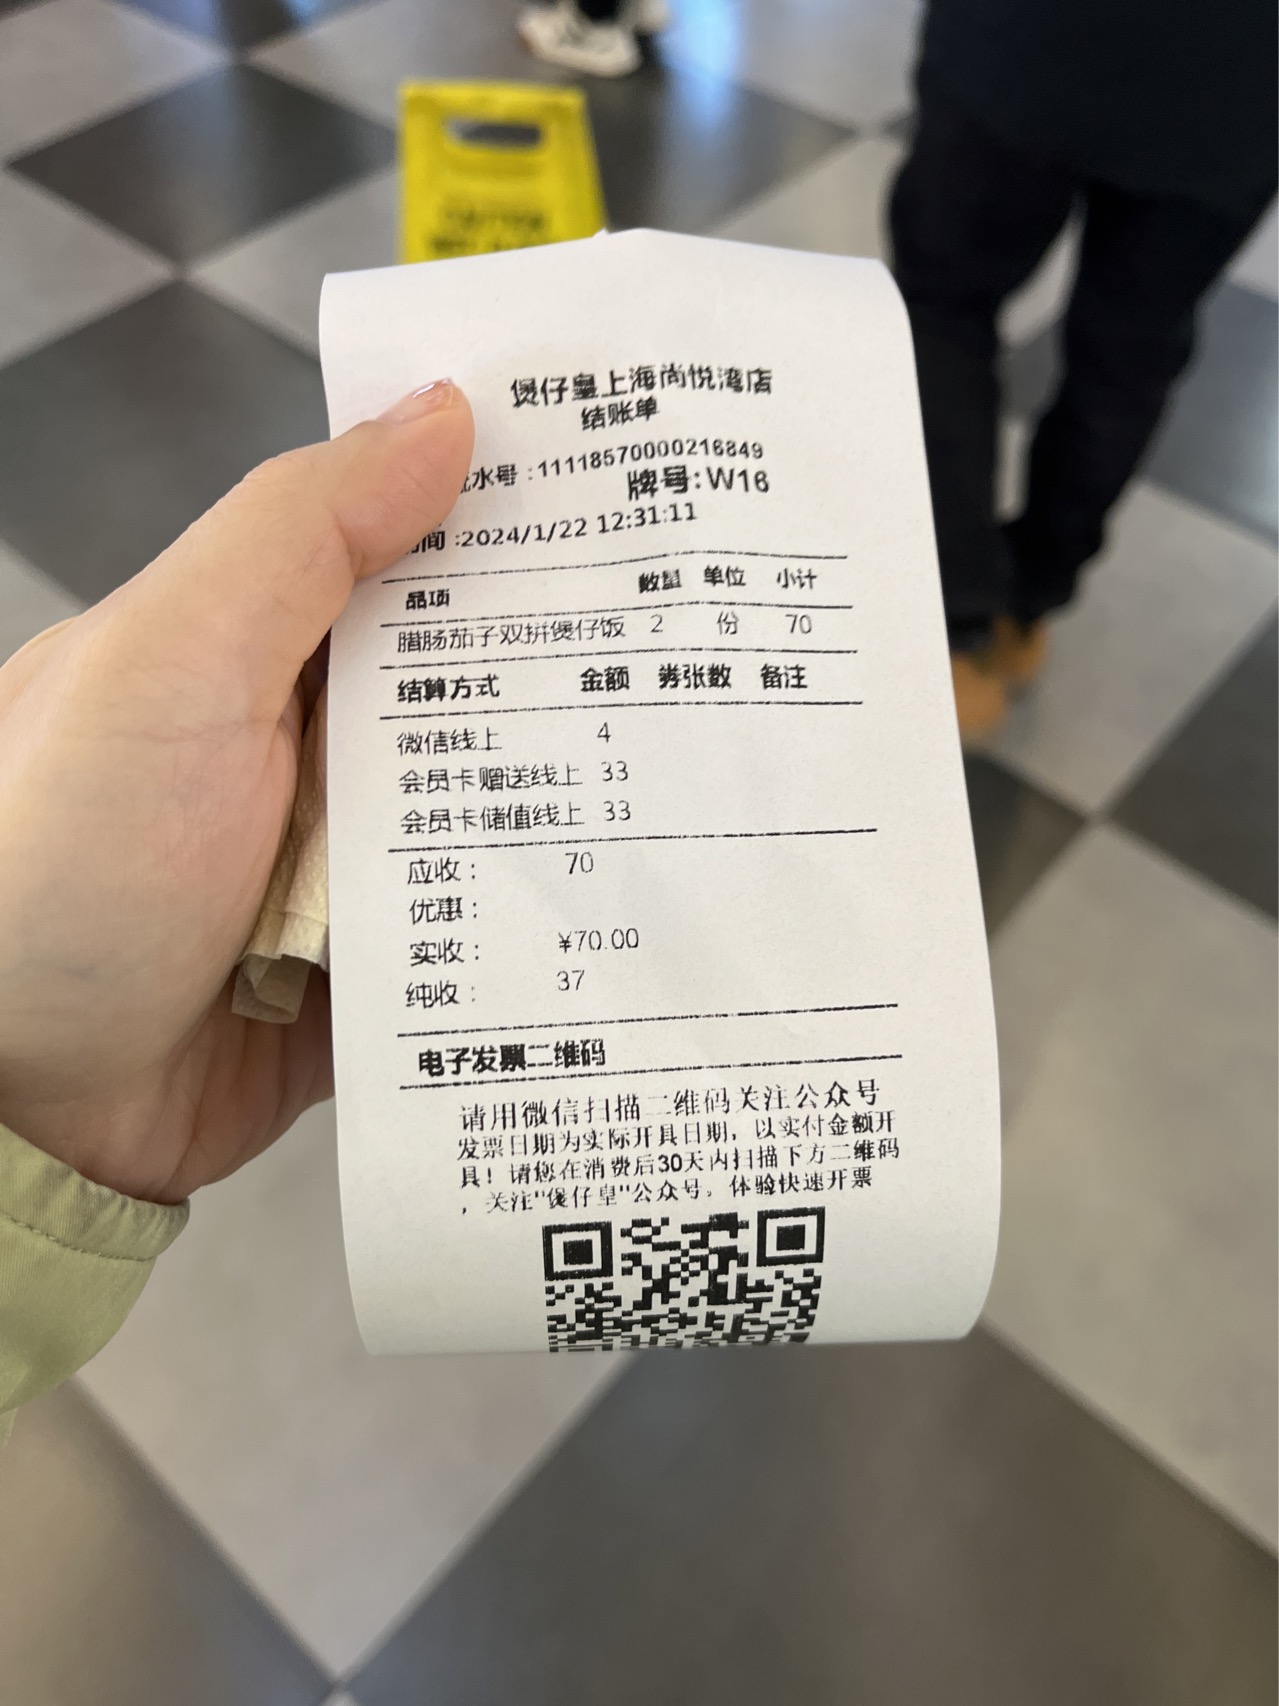 煲仔皇上海尚悦湾店
结账单
水号:11118570000216849
牌号:W16
间:2024/1/22 12:31:11
品项 数量 单位 小计
腊肠茄子双拼煲仔饭 2 份 70
结算方式 金额 券张数 备注
微信线上 4
会员卡赠送线上 33
会员卡储值线上 33
应收: 70
优惠:
实收: ¥70.00
纯收: 37
电子发票二维码
请用微信扫描二维码关注公众号
发票日期为实际开具日期,以实付金额开
具!请您在消费后30天内扫描下方二维码
,关注"煲仔皇"公众号,体验快速开票